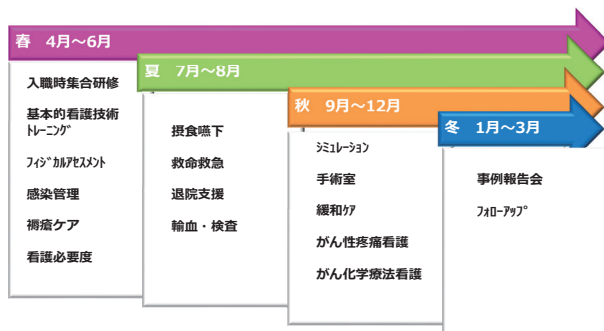 春　4月～6月
入職時集合研修
基本的看護技術
ﾄﾚｰﾆﾝｸﾞ
ﾌｨｼﾞｶﾙｱｾｽﾒﾝﾄ
感染管理
褥瘡ケア
看護必要度
夏　7月～8月
摂食嚥下
救命救急
退院支援
輸血・検査
秋　9月～12月
ｼﾐｭﾚｰｼｮﾝ
手術室
緩和ｹｱ
がん性疼痛看護
がん化学療法看護
冬　1月～3月
事例報告会
ﾌｫﾛｰｱｯﾌﾟ